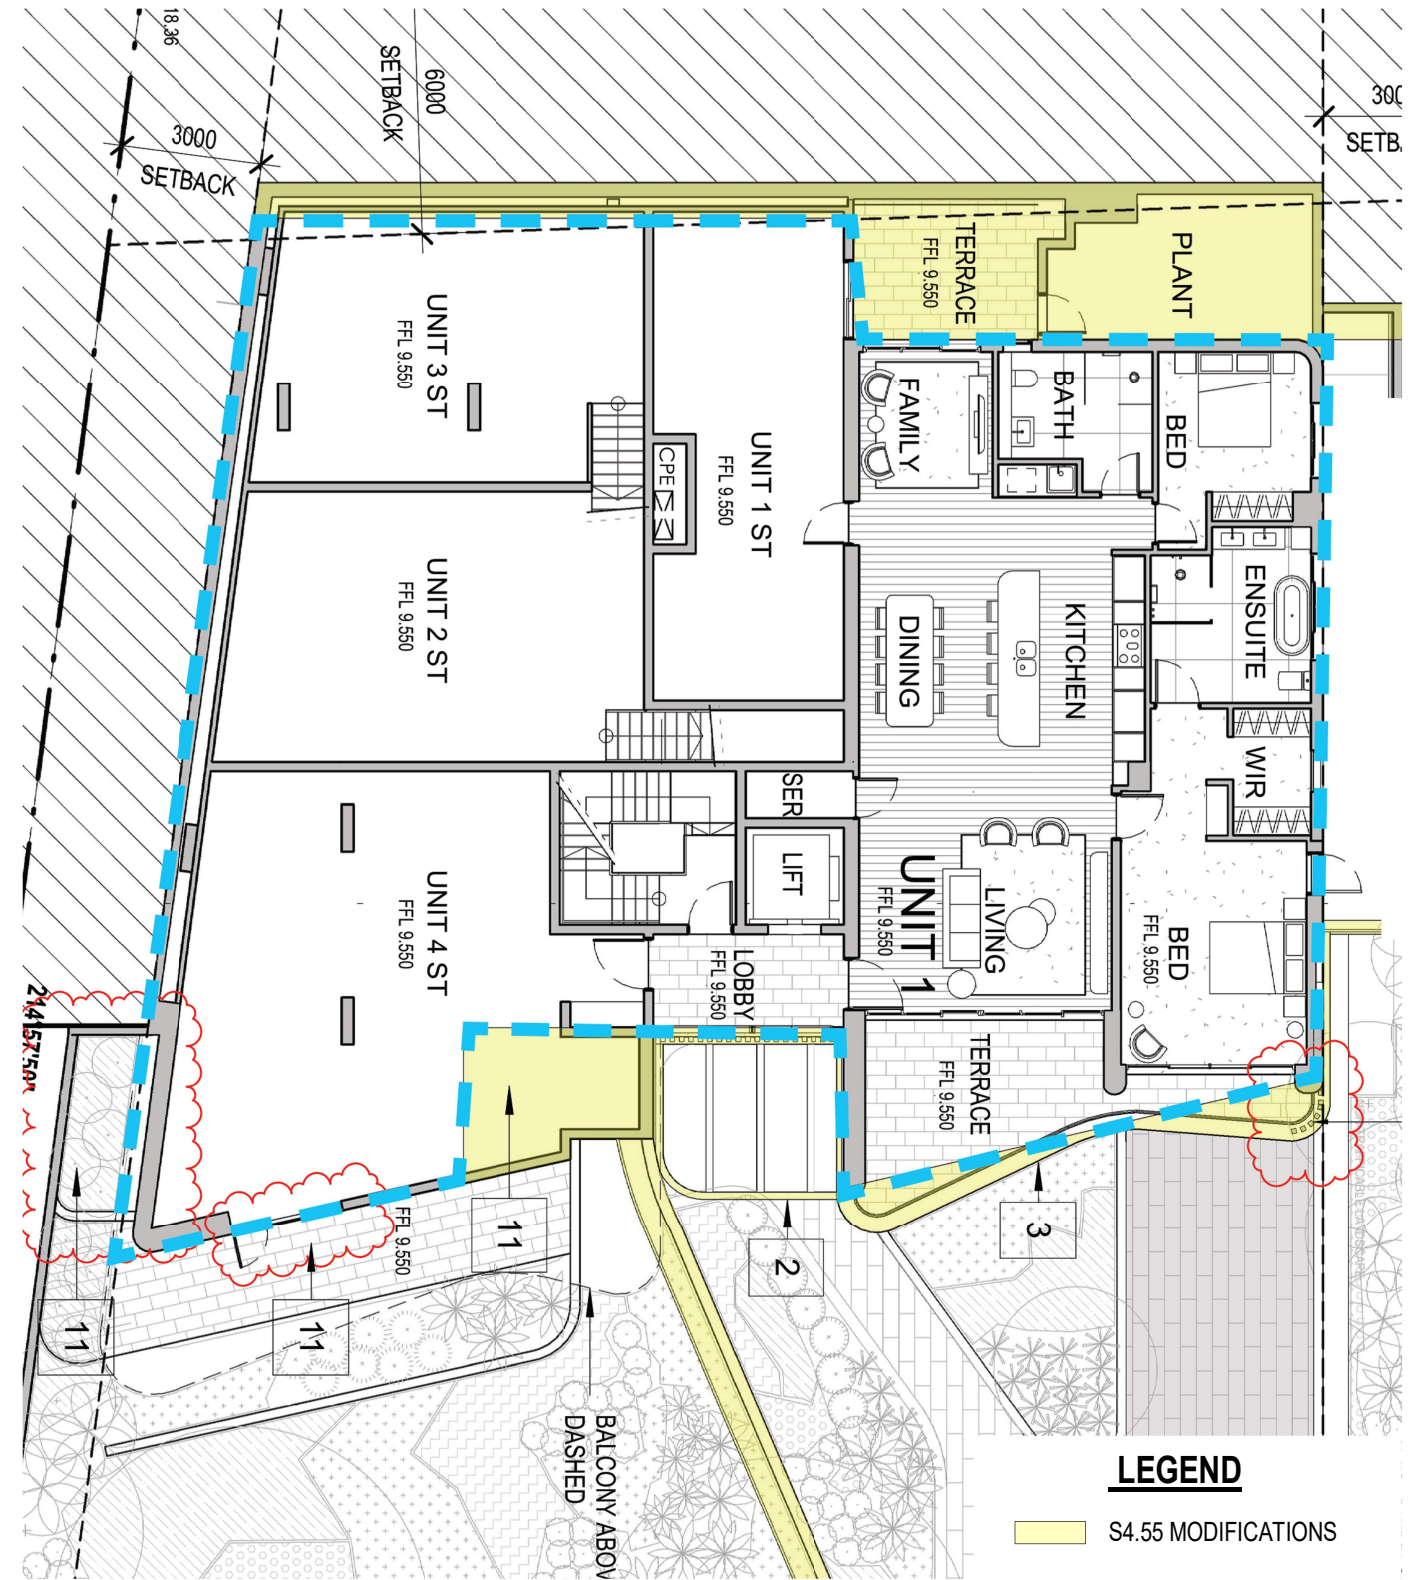 18.36
6000
SETBACK
3000
SETBACK
300
SETB
TERRACE
FFL 9.550
PLANT
UNIT 3 ST
FFL 9.550
FAMILY
BATH
BED
CPE
UNIT 1 ST
FFL 9.550
UNIT 2 ST
FFL 9.550
DINING
KITCHEN
ENSUITE
WIR
SER
LIFT
UNIT 4 ST
FFL 9.550
UNIT 1
FFL 9.550
LIVING
BED
FFL 9.550
LOBBY
FFL 9.550
TERRACE
FFL 9.550
FFL 9.550
11
2
3
11
11
BALCONY ABOV
DASHED
LEGEND
S4.55 MODIFICATIONS